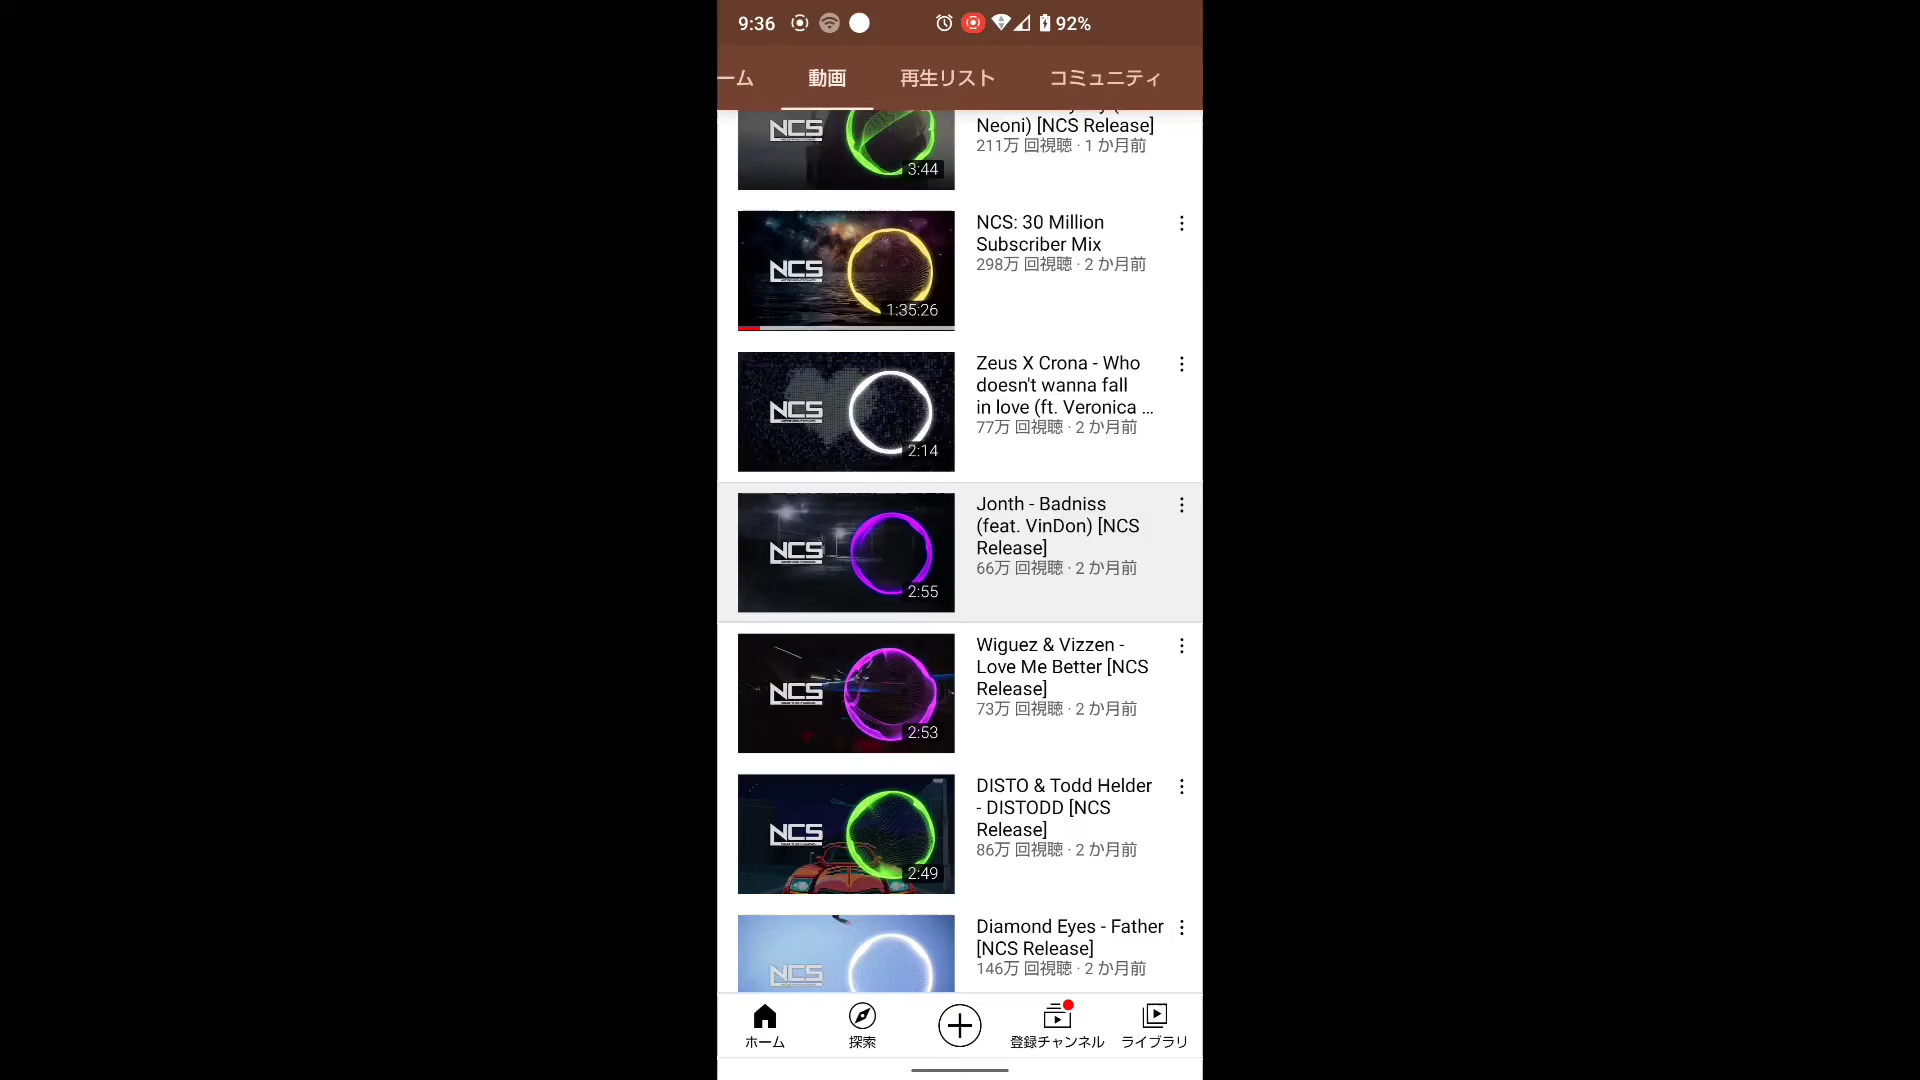 9:36
92%
ーム
動画
再生リスト
コミュニティ
Neoni) [NCS Release]
211万 回視聴 · 1 か月前
NCS
3:44
NCS: 30 Million
Subscriber Mix
298万 回視聴 · 2 か月前
NCS
1:35:26
Zeus X Crona - Who
doesn't wanna fall
in love (ft. Veronica ...
77万 回視聴 · 2 か月前
NCS
2:14
Jonth - Badniss
(feat. VinDon) [NCS
Release]
66万 回視聴 · 2 か月前
NCS
2:55
Wiguez & Vizzen -
Love Me Better [NCS
Release]
73万 回視聴 · 2 か月前
NCS
2:53
DISTO & Todd Helder
- DISTODD [NCS
Release]
86万 回視聴 · 2 か月前
NCS
2:49
Diamond Eyes - Father
[NCS Release]
146万 回視聴 · 2 か月前
NCS
ホーム
探索
登録チャンネル
ライブラリ